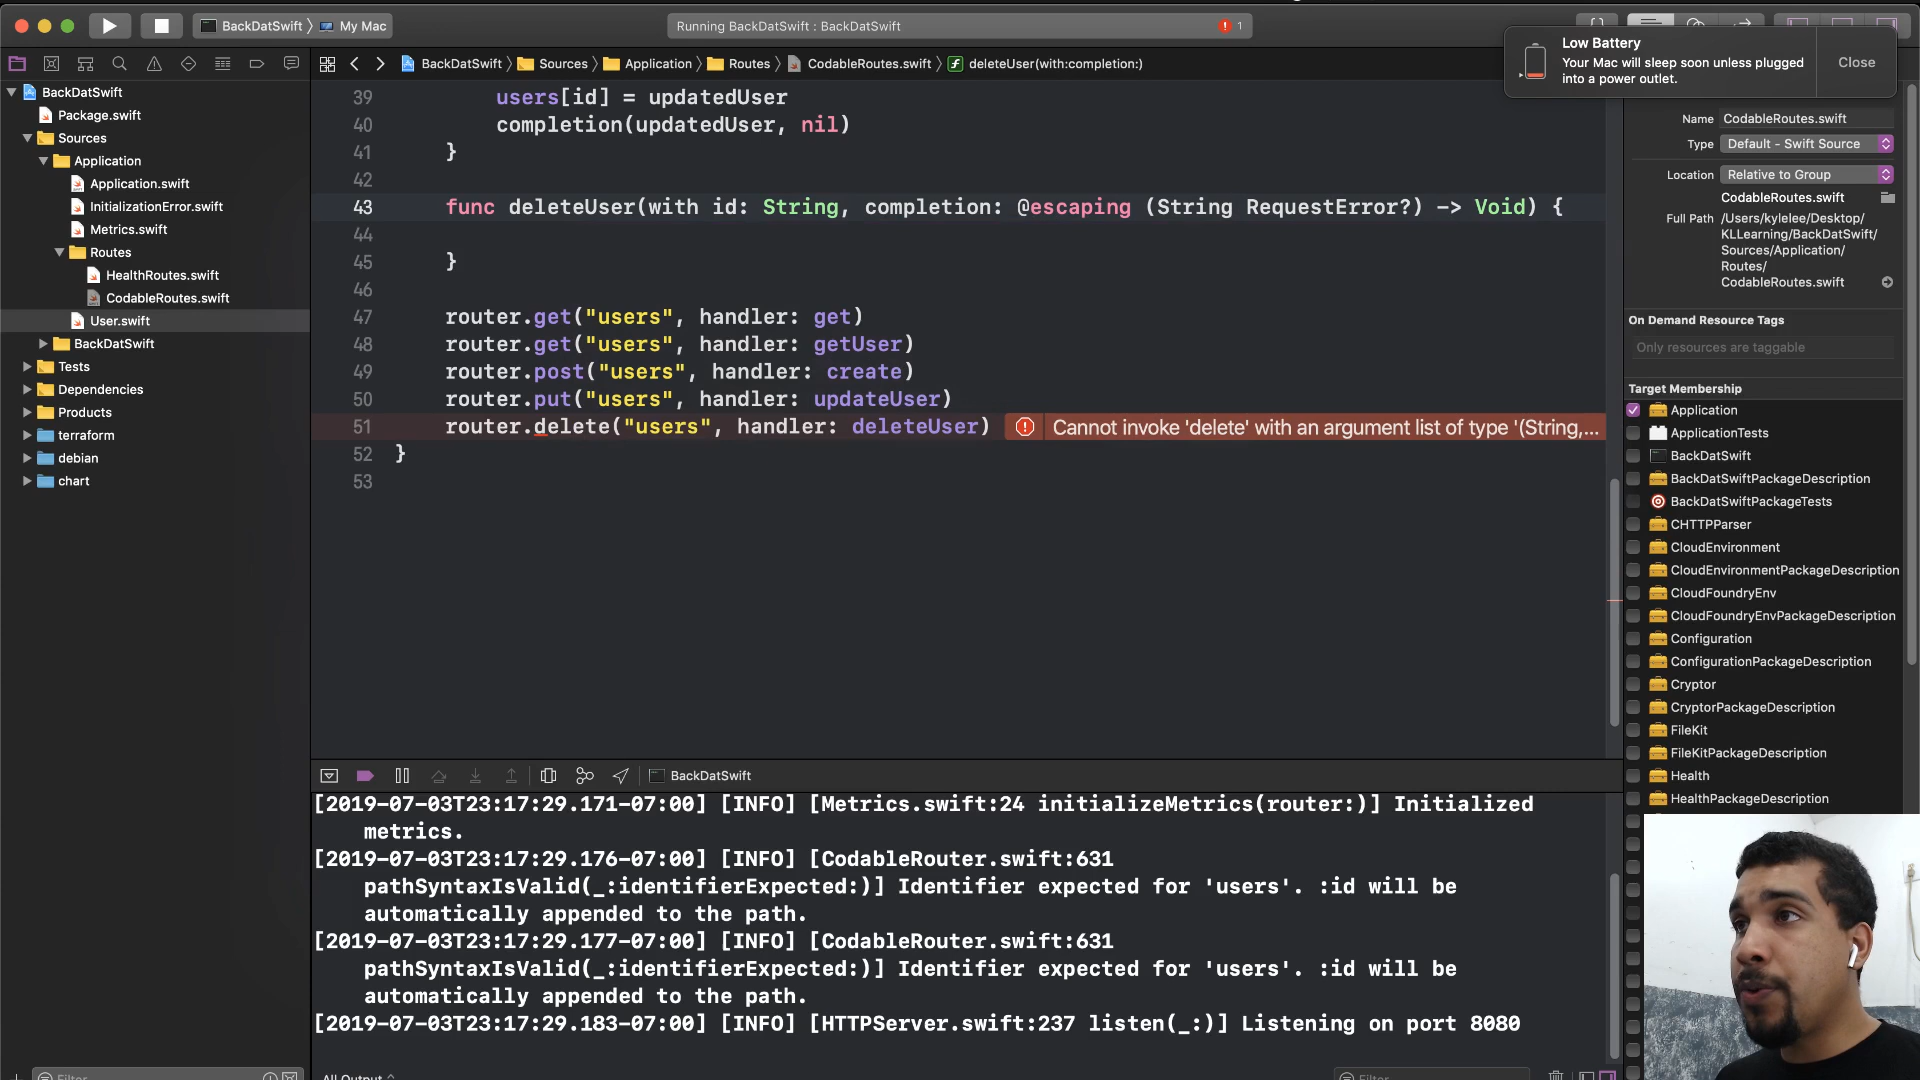 BackDatSwift
My Mac
Running BackDatSwift : BackDatSwift
1
Low Battery
Your Mac will sleep soon unless plugged
into a power outlet.
Close
BackDatSwift
Sources
Application
Routes
CodableRoutes.swift
deleteUser(with:completion:)
BackDatSwift
Package.swift
Sources
Application
Application.swift
InitializationError.swift
Metrics.swift
Routes
HealthRoutes.swift
CodableRoutes.swift
User.swift
BackDatSwift
Tests
Dependencies
Products
terraform
debian
chart
39 users[id] = updatedUser
40 completion(updatedUser, nil)
41 }
42
43 func deleteUser(with id: String, completion: @escaping (String RequestError?) -> Void) {
44
45 }
46
47 router.get("users", handler: get)
48 router.get("users", handler: getUser)
49 router.post("users", handler: create)
50 router.put("users", handler: updateUser)
51 router.delete("users", handler: deleteUser) Cannot invoke 'delete' with an argument list of type '(String,...
52 }
53
BackDatSwift
[2019-07-03T23:17:29.171-07:00] [INFO] [Metrics.swift:24 initializeMetrics(router:)] Initialized
metrics.
[2019-07-03T23:17:29.176-07:00] [INFO] [CodableRouter.swift:631
pathSyntaxIsValid(_:identifierExpected:)] Identifier expected for 'users'. :id will be
automatically appended to the path.
[2019-07-03T23:17:29.177-07:00] [INFO] [CodableRouter.swift:631
pathSyntaxIsValid(_:identifierExpected:)] Identifier expected for 'users'. :id will be
automatically appended to the path.
[2019-07-03T23:17:29.183-07:00] [INFO] [HTTPServer.swift:237 listen(_:)] Listening on port 8080
Filter
All Output
Filter
Name CodableRoutes.swift
Type Default - Swift Source
Location Relative to Group
CodableRoutes.swift
Full Path /Users/kylelee/Desktop/
KLLearning/BackDatSwift/
Sources/Application/
Routes/
CodableRoutes.swift
On Demand Resource Tags
Only resources are taggable
Target Membership
Application
ApplicationTests
BackDatSwift
BackDatSwiftPackageDescription
BackDatSwiftPackageTests
CHTTPParser
CloudEnvironment
CloudEnvironmentPackageDescription
CloudFoundryEnv
CloudFoundryEnvPackageDescription
Configuration
ConfigurationPackageDescription
Cryptor
CryptorPackageDescription
FileKit
FileKitPackageDescription
Health
HealthPackageDescription